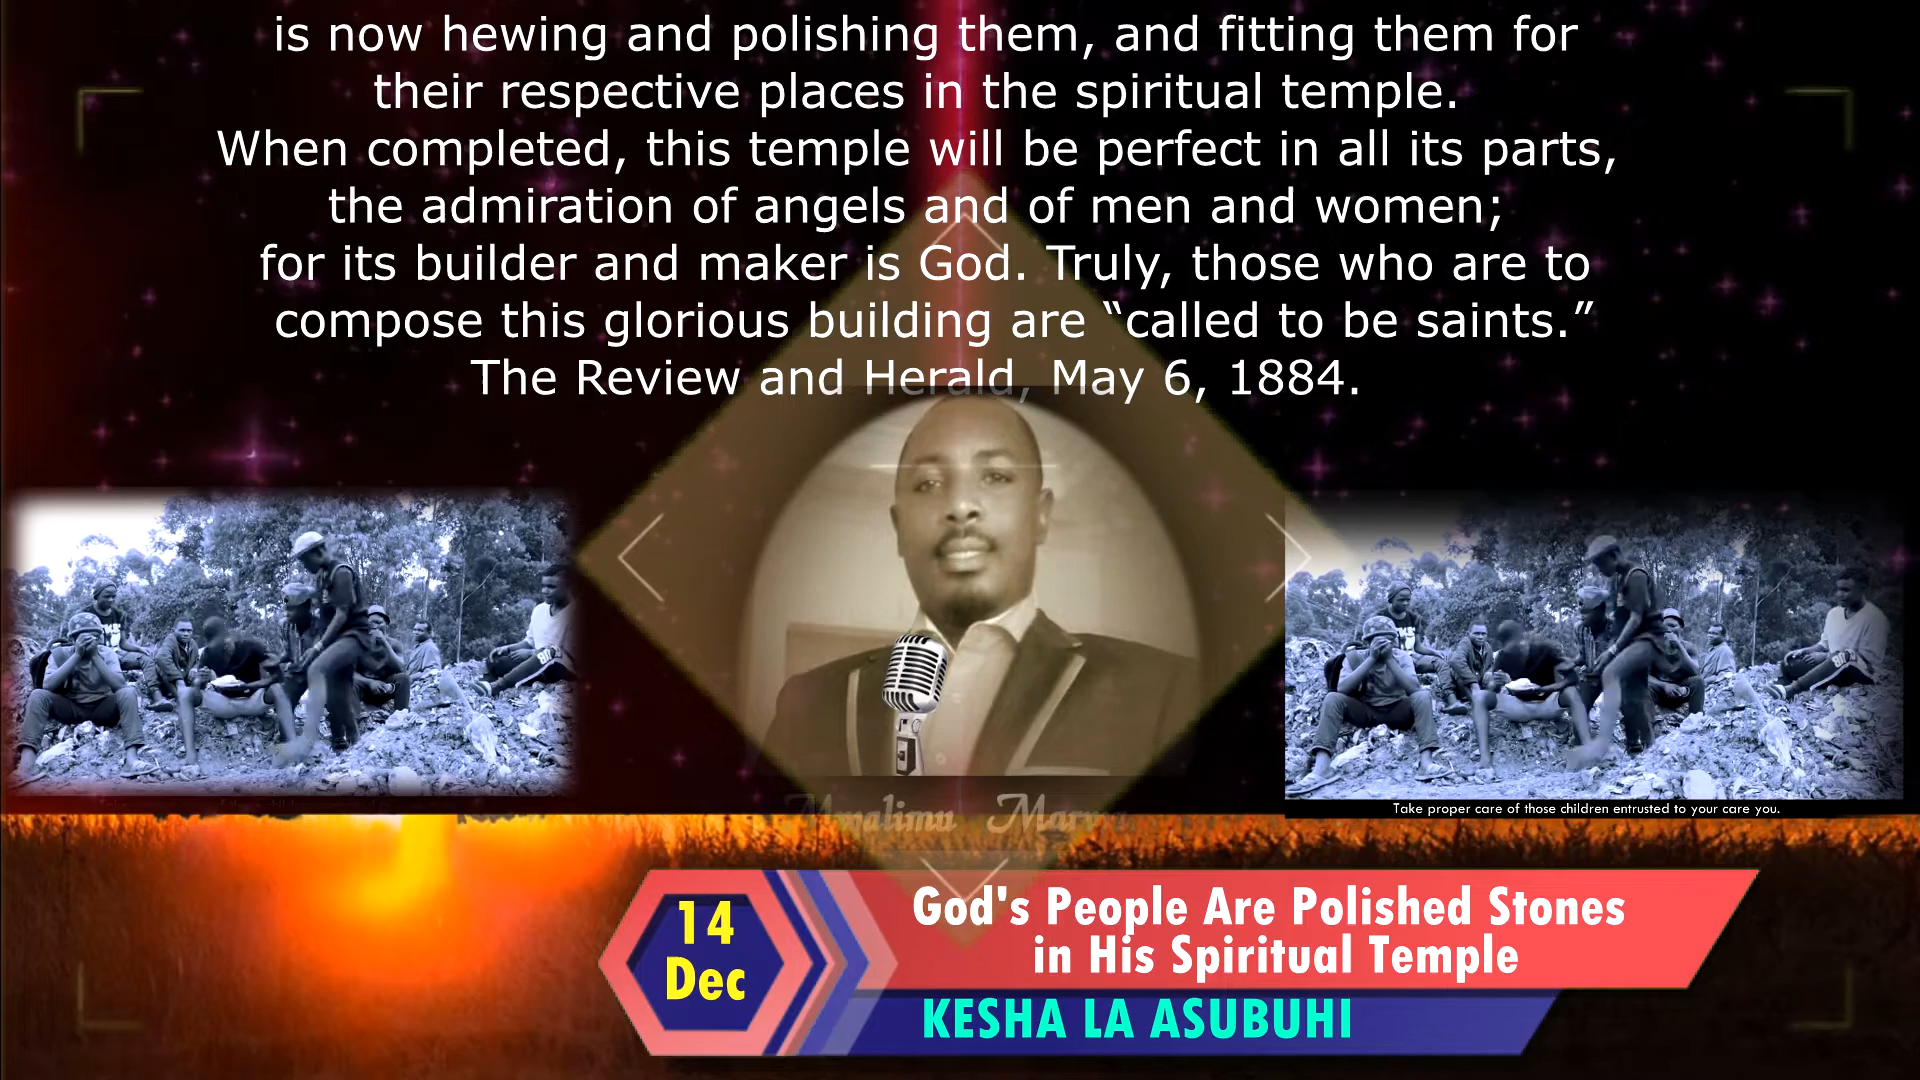 is now hewing and polishing them, and fitting them for
their respective places in the spiritual temple.
When completed, this temple will be perfect in all its parts,
the admiration of angels and of men and women;
for its builder and maker is God. Truly, those who are to
compose this glorious building are “called to be saints.”
The Review and Herald, May 6, 1884.
Mwalimu
Take proper care of those children entrusted to your care you.
14
Dec
God's People Are Polished Stones
in His Spiritual Temple
KESHA LA ASUBUHI